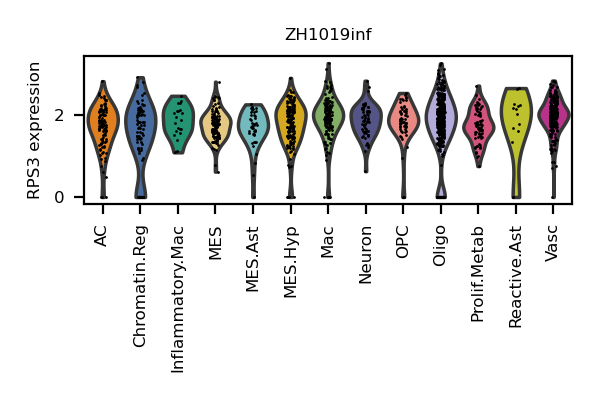 ZH1019inf
RPS3 expression
2
0
AC
Chromatin.Reg
Inflammatory.Mac
MES
MES.Ast
MES.Hyp
Mac
Neuron
OPC
Oligo
Prolif.Metab
Reactive.Ast
Vasc